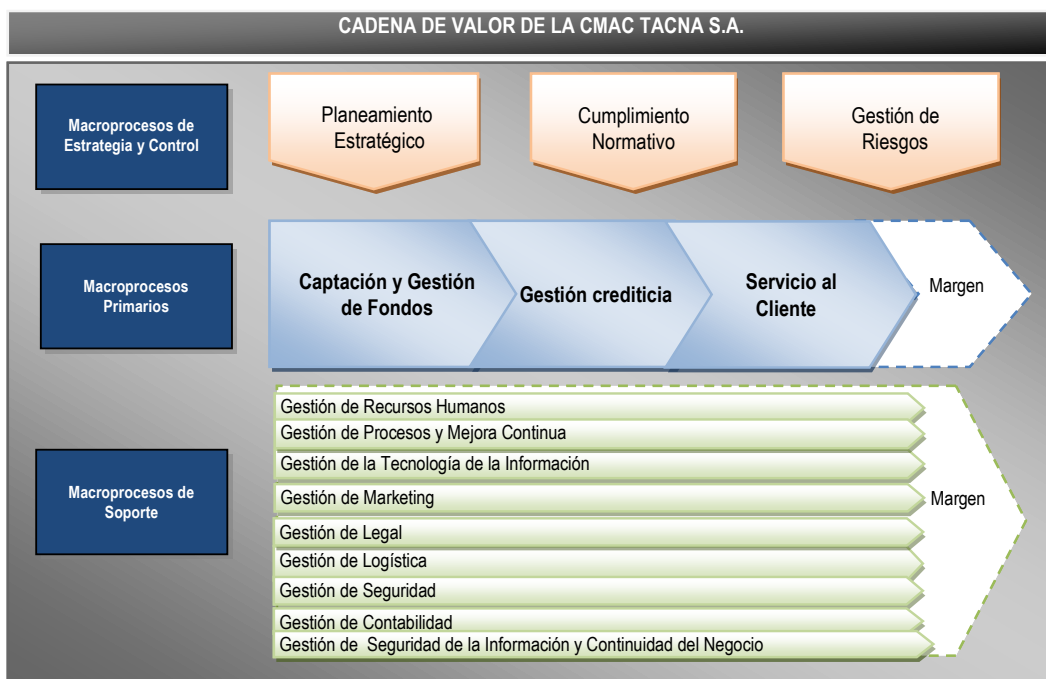 CADENA DE VALOR DE LA CMAC TACNA S.A.
Macroprocesos de
Estrategia y Control
Planeamiento
Estratégico
Cumplimiento
Normativo
Gestión de
Riesgos
Macroprocesos
Primarios
Captación y Gestión
de Fondos
Gestión crediticia
Servicio al
Cliente
Margen
Macroprocesos de
Soporte
Gestión de Recursos Humanos
Gestión de Procesos y Mejora Continua
Gestión de la Tecnología de la Información
Gestión de Marketing
Gestión de Legal
Gestión de Logística
Gestión de Seguridad
Gestión de Contabilidad
Gestión de Seguridad de la Información y Continuidad del Negocio
Margen